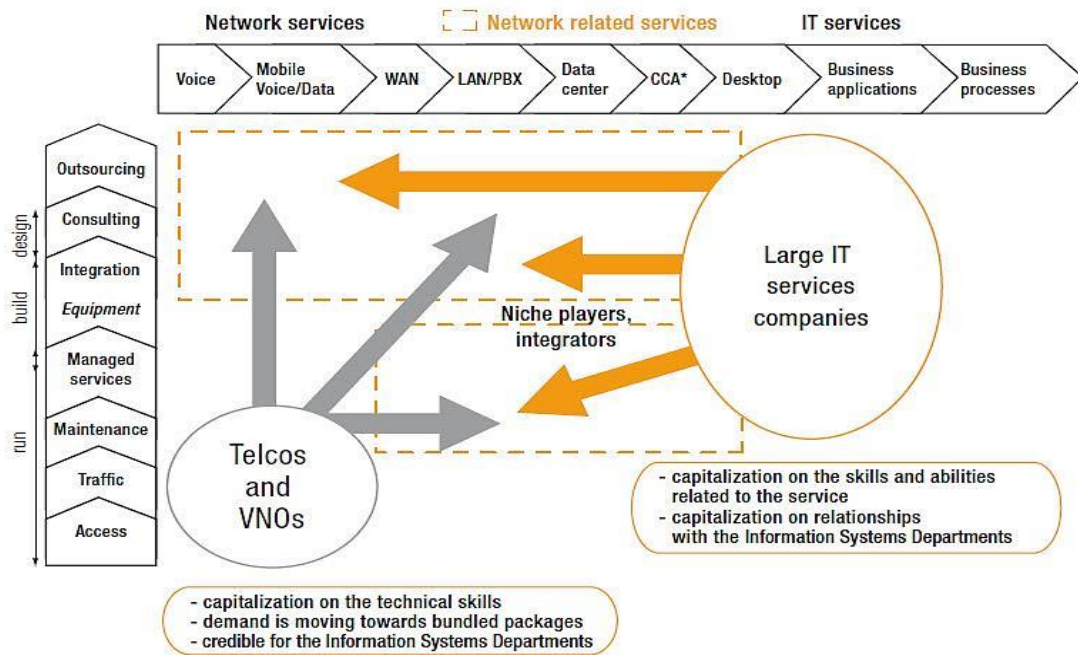 Network services
Network related services
IT services
Voice
Mobile
Voice/Data
WAN
LAN/PBX
Data
center
CCA*
Desktop
Business
applications
Business
processes
Outsourcing
Consulting
Integration
Equipment
Managed
services
Maintenance
Traffic
Access
design
build
run
Large IT
services
companies
Niche players,
integrators
Telcos
and
VNOs
- capitalization on the skills and abilities
related to the service
- capitalization on relationships
with the Information Systems Departments
- capitalization on the technical skills
- demand is moving towards bundled packages
- credible for the Information Systems Departments